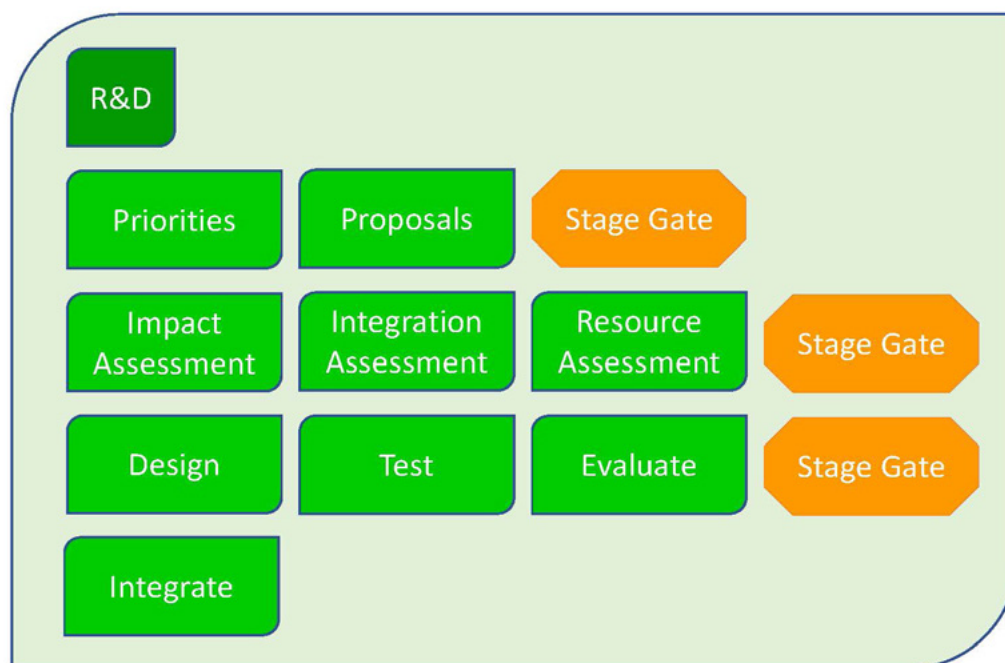 R&D
Priorities
Proposals
Stage Gate
Impact
Assessment
Integration
Assessment
Resource
Assessment
Stage Gate
Design
Test
Evaluate
Stage Gate
Integrate